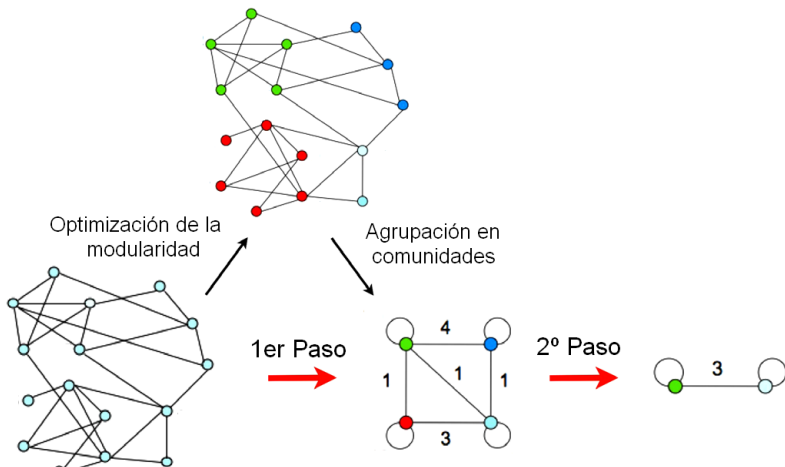 Optimización de la
modularidad
Agrupación en
comunidades
1er Paso
4
1
1
1
3
2º Paso
3